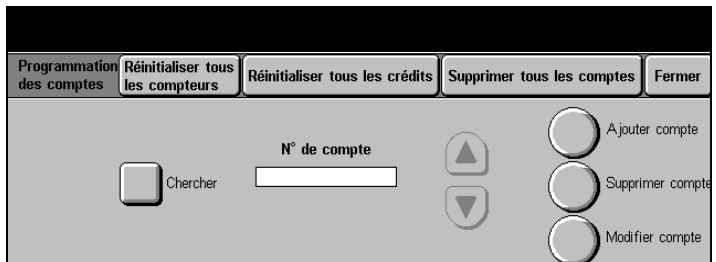 Programmation
des comptes
Réinitialiser tous
les compteurs
Réinitialiser tous les crédits
Supprimer tous les comptes
Fermer
N° de compte
Chercher
Ajouter compte
Supprimer compte
Modifier compte